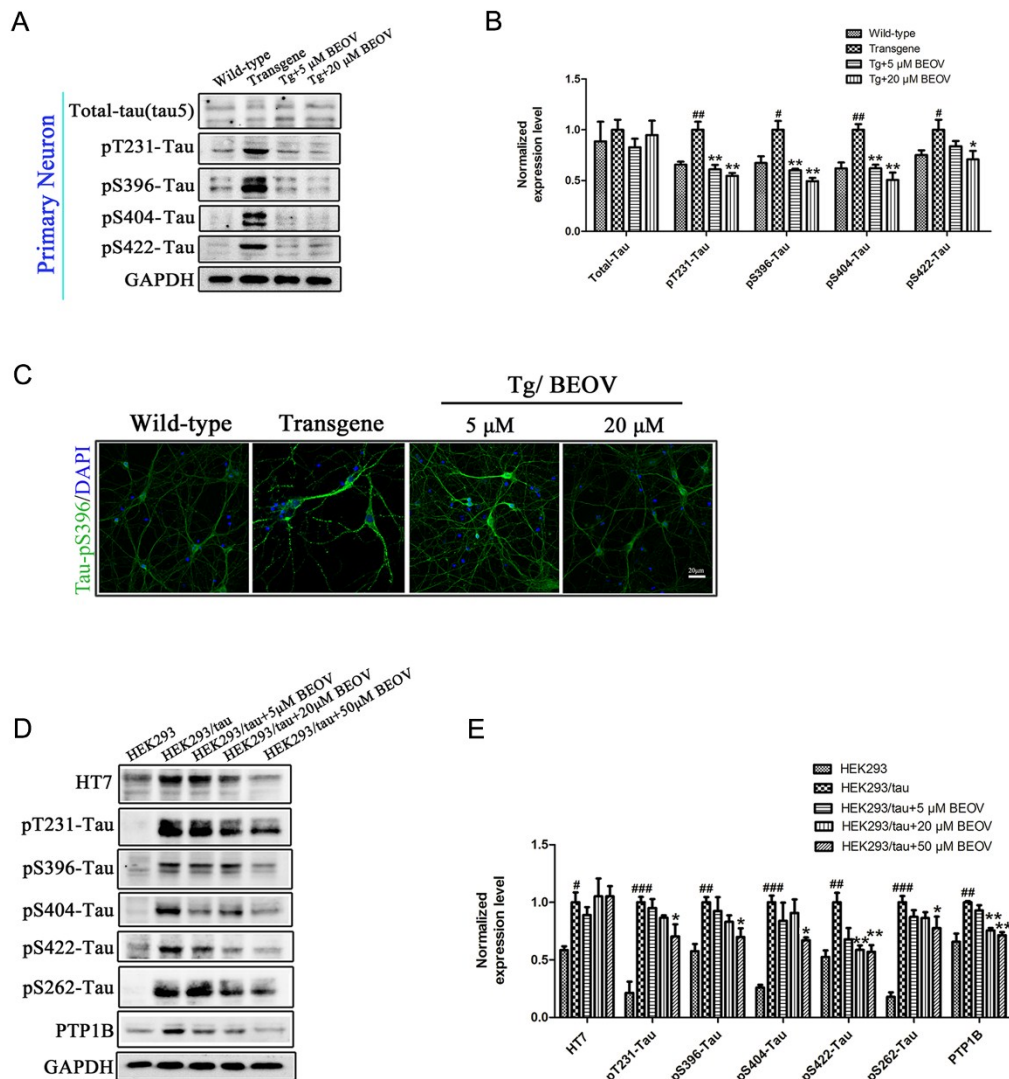 A
Wild-type
Transgene
Tg+5 μM BEOV
Tg+20 μM BEOV
Primary Neuron
Total-tau(tau5)
pT231-Tau
pS396-Tau
pS404-Tau
pS422-Tau
GAPDH
B
Wild-type
Transgene
Tg+5 μM BEOV
Tg+20 μM BEOV
Normalized
expression level
1.5
1.0
0.5
0.0
## # ## #
** ** ** ** ** ** *
Total-Tau
pT231-Tau
pS396-Tau
pS404-Tau
pS422-Tau
C
Tg/ BEOV
Wild-type Transgene 5 μM 20 μM
Tau-pS396/DAPI
20μm
D
HEK293
HEK293/tau
HEK293/tau+5μM BEOV
HEK293/tau+20μM BEOV
HEK293/tau+50μM BEOV
HT7
pT231-Tau
pS396-Tau
pS404-Tau
pS422-Tau
pS262-Tau
PTP1B
GAPDH
E
HEK293
HEK293/tau
HEK293/tau+5 μM BEOV
HEK293/tau+20 μM BEOV
HEK293/tau+50 μM BEOV
Normalized
expression level
1.5
1.0
0.5
0.0
# ### ## ### ## ### ##
* * * ** ** * ** **
HT7
pT231-Tau
pS396-Tau
pS404-Tau
pS422-Tau
pS262-Tau
PTP1B